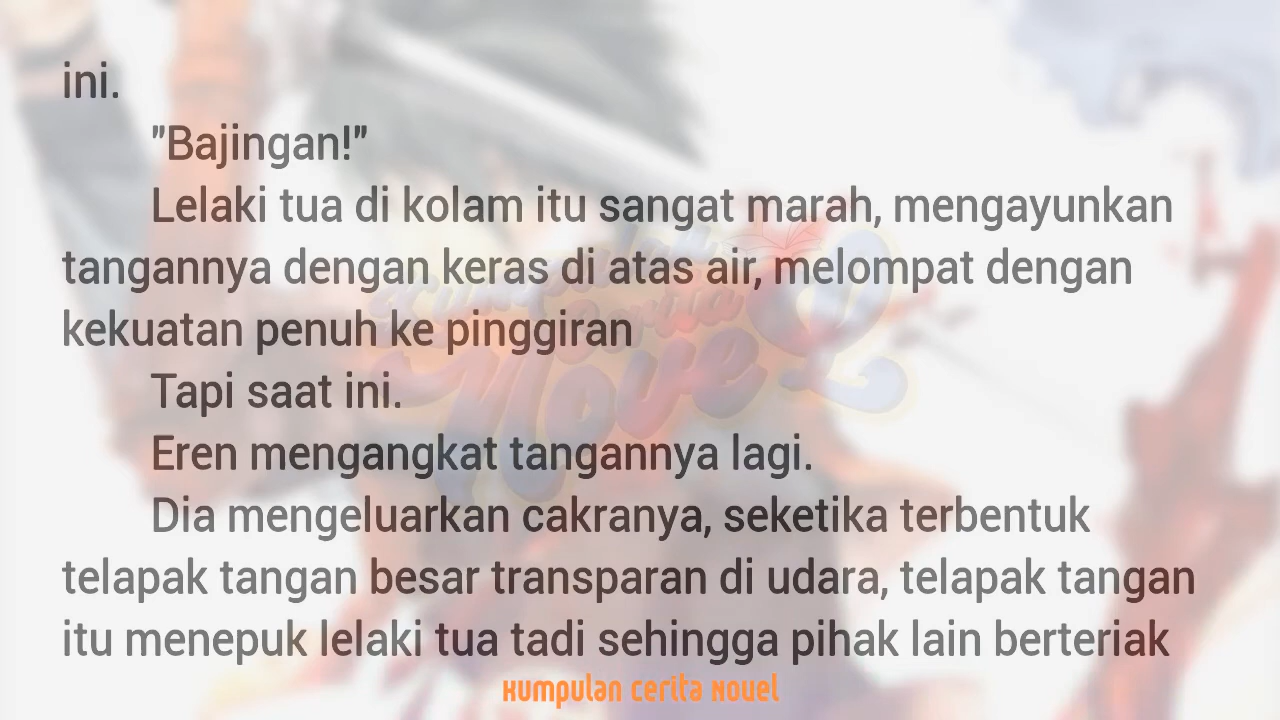 ini.
"Bajingan!"
Lelaki tua di kolam itu sangat marah, mengayunkan
tangannya dengan keras di atas air, melompat dengan
kekuatan penuh ke pinggiran
Tapi saat ini.
Eren mengangkat tangannya lagi.
Dia mengeluarkan cakranya, seketika terbentuk
telapak tangan besar transparan di udara, telapak tangan
itu menepuk lelaki tua tadi sehingga pihak lain berteriak
Kumpulan Cerita Novel